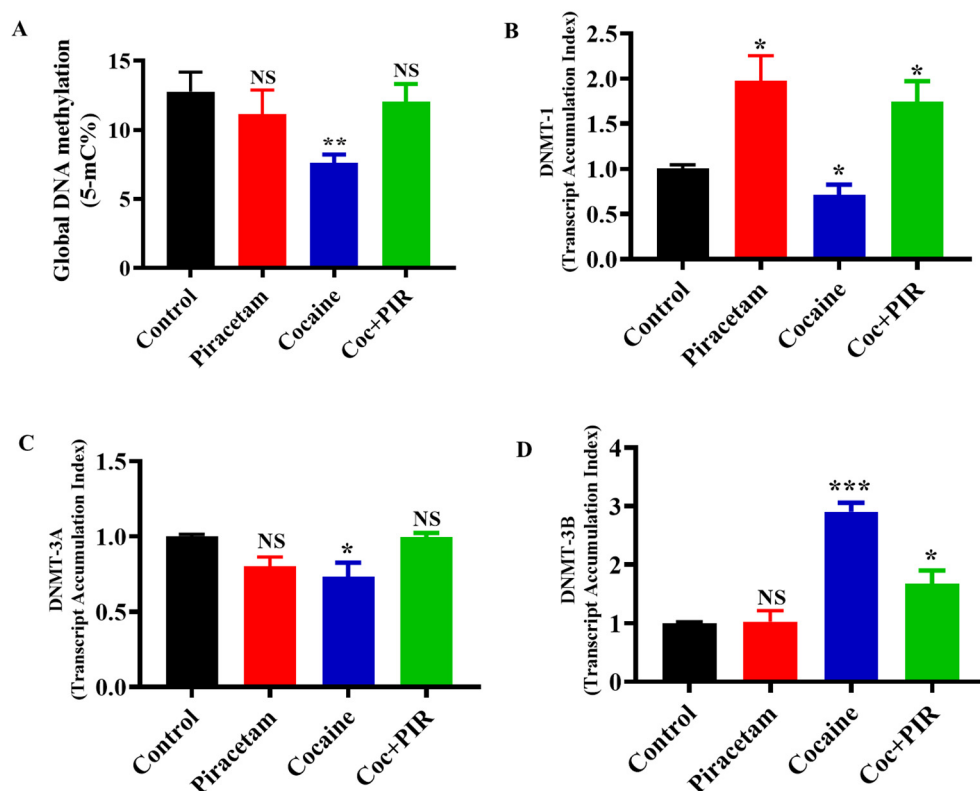 A
Global DNA methylation
(5-mC%)
15
10
5
0
NS
**
NS
Control
Piracetam
Cocaine
Coc+PIR
B
DNMT-1
(Transcript Accumulation Index)
2.5
2.0
1.5
1.0
0.5
0.0
*
*
*
Control
Piracetam
Cocaine
Coc+PIR
C
DNMT-3A
(Transcript Accumulation Index)
1.5
1.0
0.5
0.0
NS
*
NS
Control
Piracetam
Cocaine
Coc+PIR
D
DNMT-3B
(Transcript Accumulation Index)
4
3
2
1
0
NS
***
*
Control
Piracetam
Cocaine
Coc+PIR